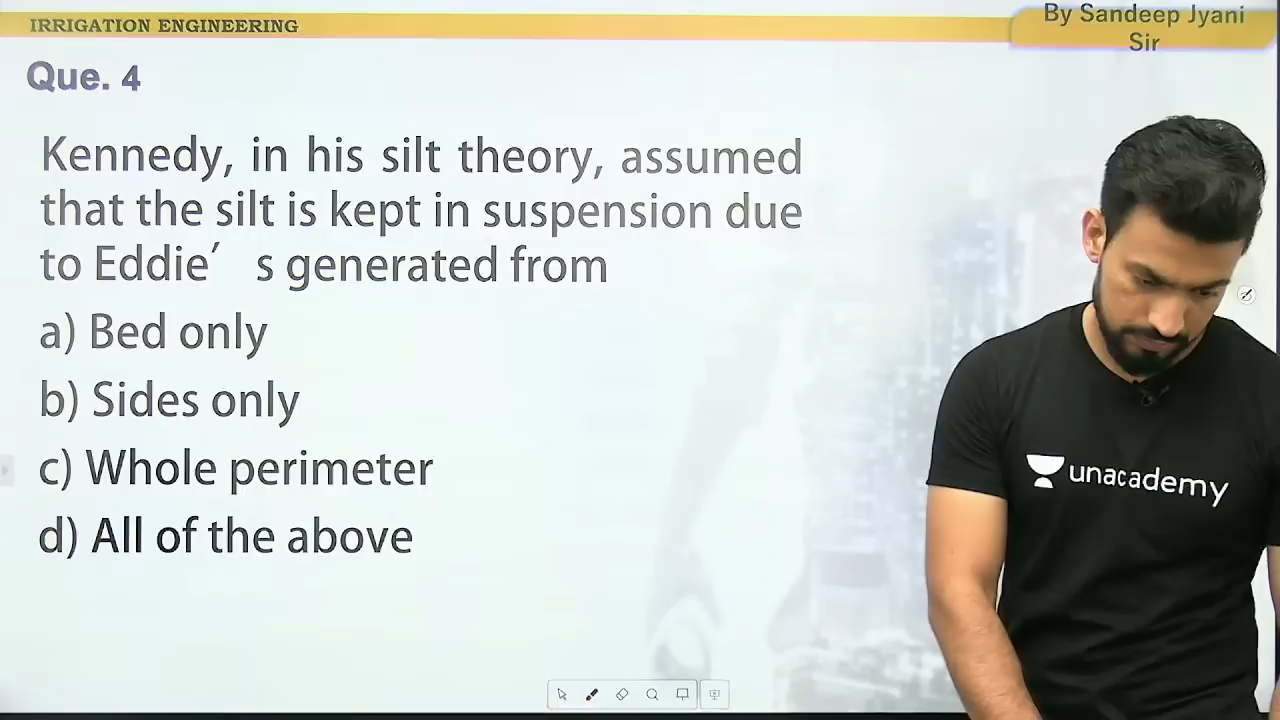 IRRIGATION ENGINEERING
By Sandeep Jyani
Sir
Que. 4
Kennedy, in his silt theory, assumed
that the silt is kept in suspension due
to Eddie′ s generated from
a) Bed only
b) Sides only
c) Whole perimeter
d) All of the above
unacademy